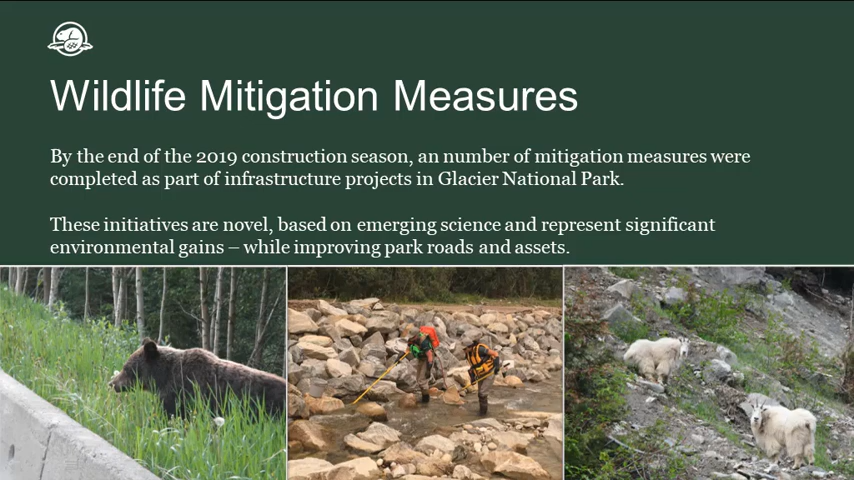 Wildlife Mitigation Measures
By the end of the 2019 construction season, an number of mitigation measures were
completed as part of infrastructure projects in Glacier National Park.
These initiatives are novel, based on emerging science and represent significant
environmental gains – while improving park roads and assets.